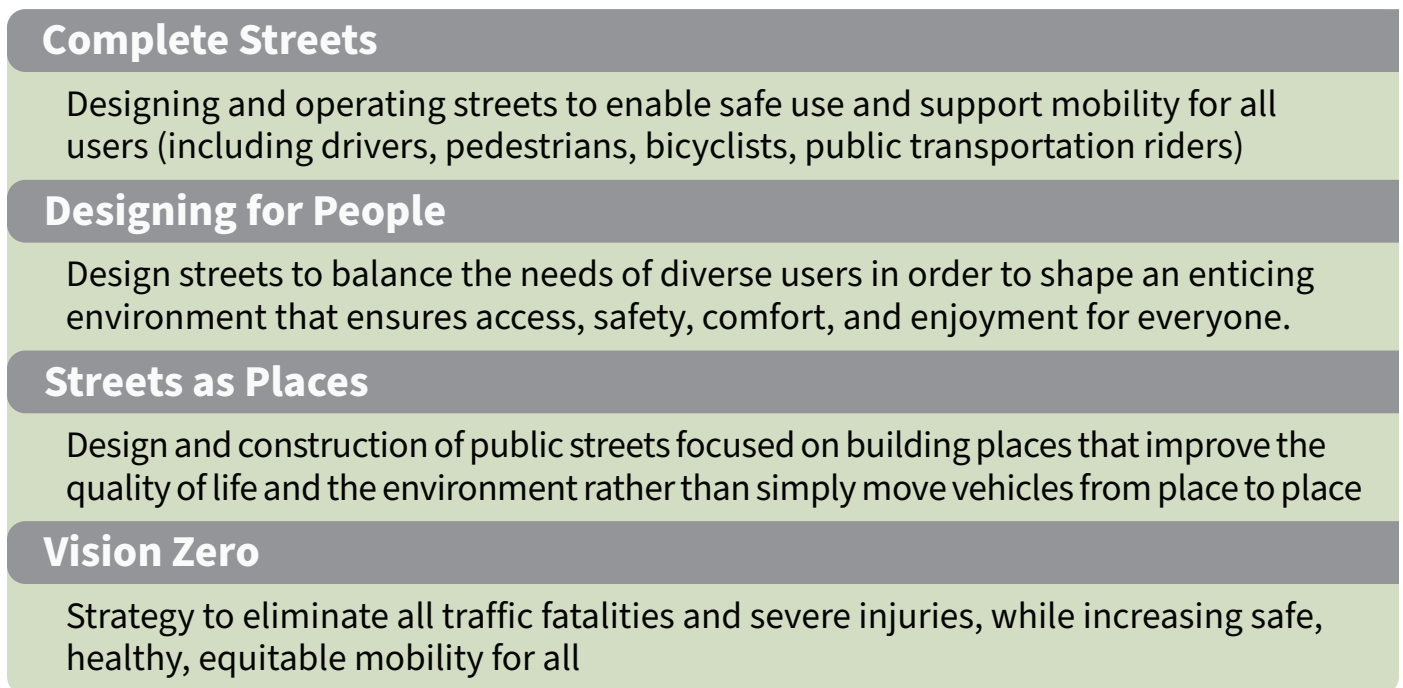 Complete Streets
Designing and operating streets to enable safe use and support mobility for all
users (including drivers, pedestrians, bicyclists, public transportation riders)
Designing for People
Design streets to balance the needs of diverse users in order to shape an enticing
environment that ensures access, safety, comfort, and enjoyment for everyone.
Streets as Places
Design and construction of public streets focused on building places that improve the
quality of life and the environment rather than simply move vehicles from place to place
Vision Zero
Strategy to eliminate all traffic fatalities and severe injuries, while increasing safe,
healthy, equitable mobility for all